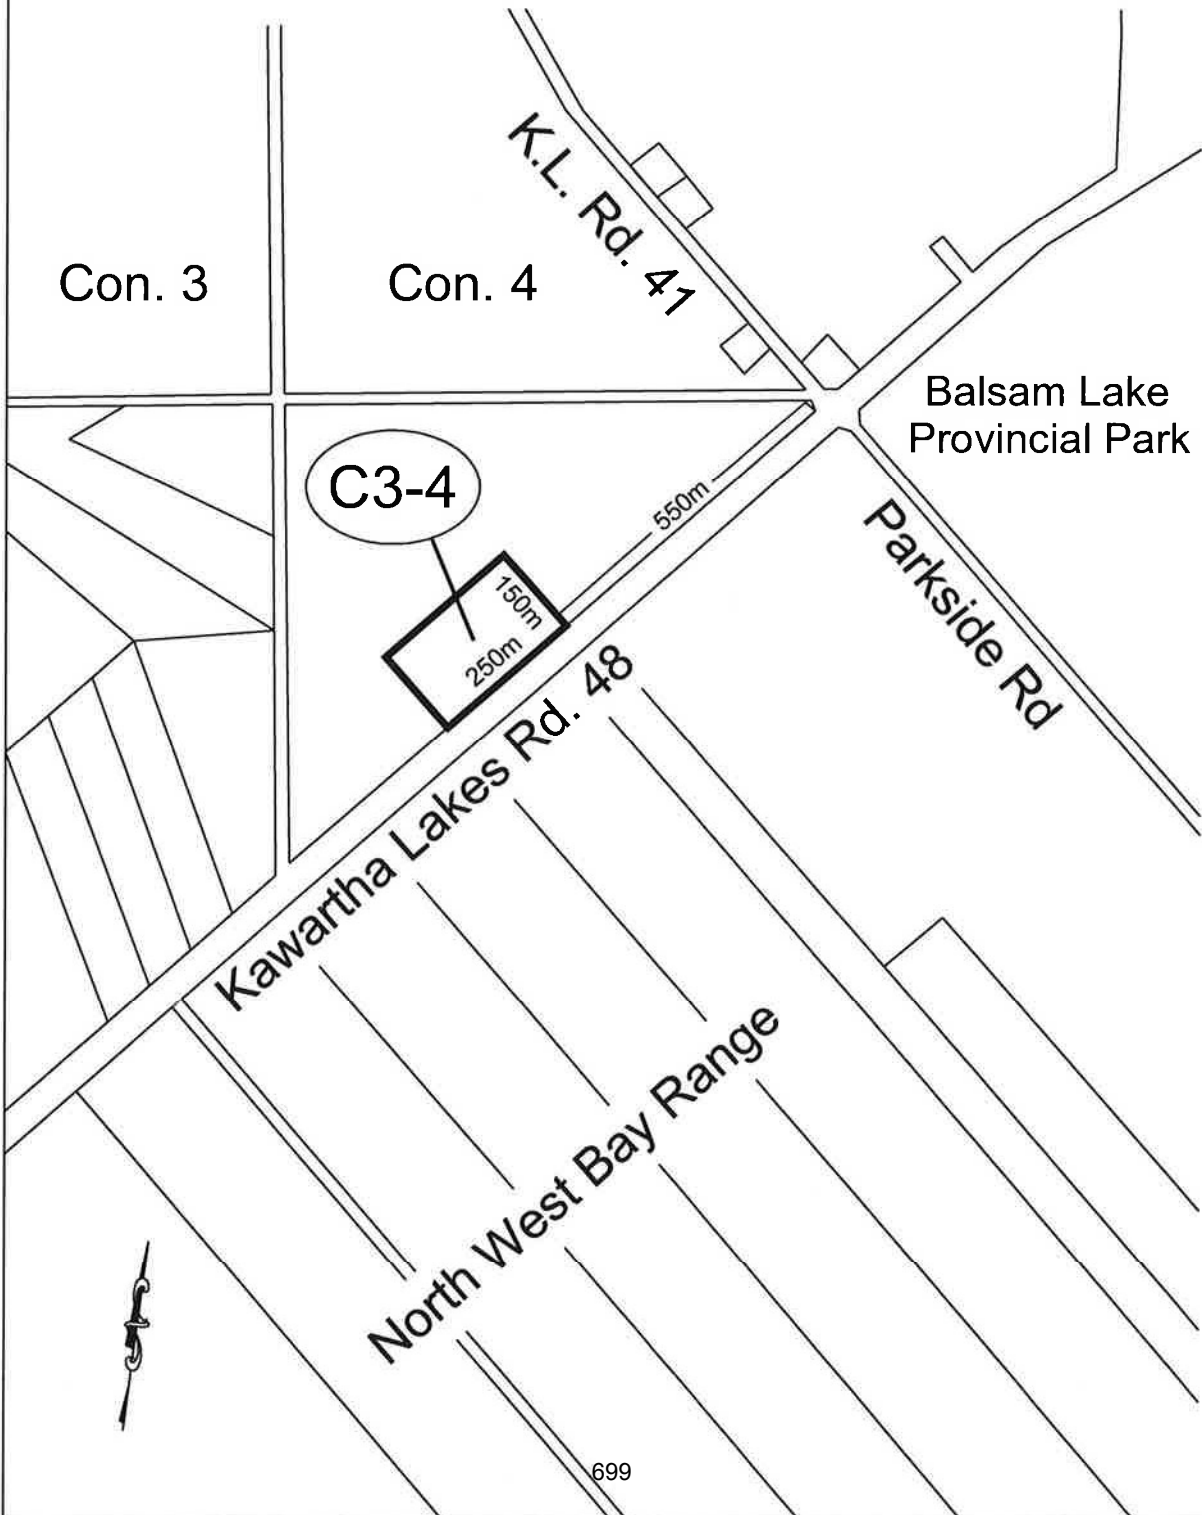 K.L. Rd. 41
Con. 3
Con. 4
Balsam Lake
Provincial Park
C3-4
550m
Parkside Rd
150m
250m
Kawartha Lakes Rd. 48
North West Bay Range
699